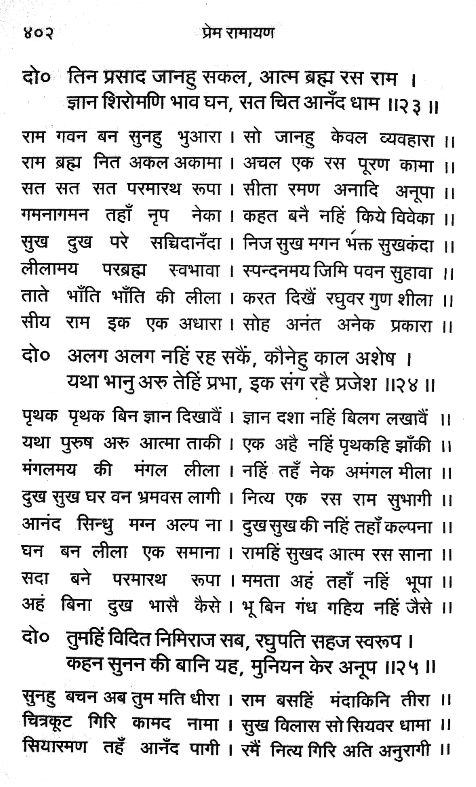 ४०२ प्रेम रामायण
दो० तिन प्रसाद जानहु सकल, आत्म ब्रह्म रस राम ।
ज्ञान शिरोमणि भाव घन, सत चित आनँद धाम ॥२३॥
राम गवन बन सुनहु भुआरा । सो जानहु केवल व्यवहारा ॥
राम ब्रह्म नित अकल अकामा । अचल एक रस पूरण कामा ॥
सत सत सत परमारथ रूपा । सीता रमण अनादि अनूपा ॥
गमनागमन तहाँ नृप नेका । कहत बनै नहिं किये विवेका ॥
सुख दुख परे सच्चिदानँदा । निज सुख मगन भक्त सुखकंदा ॥
लीलामय परब्रह्म स्वभावा । स्पन्दनमय जिमि पवन सुहावा ॥
ताते भाँति भाँति की लीला । करत दिखैं रघुवर गुण शीला ॥
सीय राम इक एक अधारा । सोह अनंत अनेक प्रकारा ॥
दो० अलग अलग नहिं रह सकैं, कौनेहु काल अशेष ।
यथा भानु अरु तेहिं प्रभा, इक संग रहै प्रजेश ॥२४॥
पृथक पृथक बिन ज्ञान दिखावैं । ज्ञान दशा नहिं बिलग लखावैं ॥
यथा पुरुष अरु आत्मा ताकी । एक अहै नहिं पृथकहि झाँकी ॥
मंगलमय की मंगल लीला । नहिं तहँ नेक अमंगल मीला ॥
दुख सुख घर वन भ्रमवस लागी । नित्य एक रस राम सुभागी ॥
आनंद सिन्धु मग्न अल्प ना । दुख सुख की नहिं तहाँ कल्पना ॥
घन बन लीला एक समाना । रामहिं सुखद आत्म रस साना ॥
सदा बने परमारथ रूपा । ममता अहं तहाँ नहिं भूपा ॥
अहं बिना दुख भासै कैसे । भू बिन गंध गहिय नहिं जैसे ॥
दो० तुमहिं विदित निमिराज सब, रघुपति सहज स्वरूप ।
कहन सुनन की बानि यह, मुनियन केर अनूप ॥२५॥
सुनहु बचन अब तुम मति धीरा । राम बसहिं मंदाकिनि तीरा ॥
चित्रकूट गिरि कामद नामा । सुख विलास सो सियवर धामा ॥
सियारमण तहँ आनँद पागी । रमैं नित्य गिरि अति अनुरागी ॥